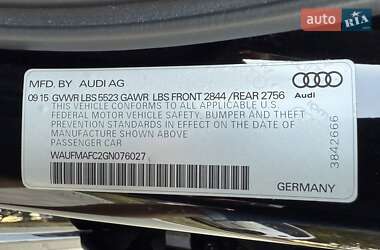 auto RIA
MFD. BY AUDI AG
Audi
09 15 GVWR LBS 5523 GAWR LBS FRONT 2844 / REAR 2756
THIS VEHICLE CONFORMS TO ALL APPLICABLE U.S.
FEDERAL MOTOR VEHICLE SAFETY, BUMPER, AND THEFT
PREVENTION STANDARDS IN EFFECT ON THE DATE OF
MANUFACTURE SHOWN ABOVE.
PASSENGER CAR
WAUFMAFC2GN076027
GERMANY
3842666